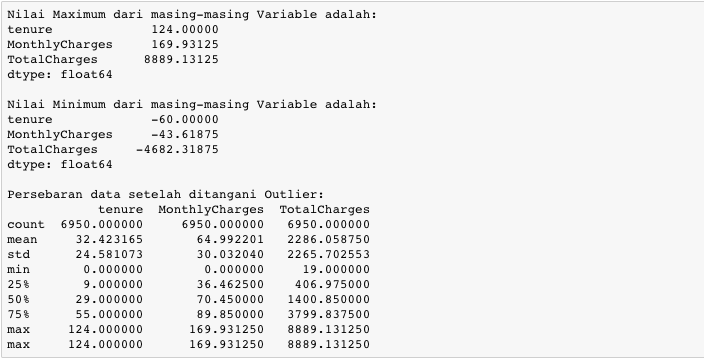 Nilai Maximum dari masing-masing Variable adalah:
tenure 124.00000
MonthlyCharges 169.93125
TotalCharges 8889.13125
dtype: float64
Nilai Minimum dari masing-masing Variable adalah:
tenure -60.00000
MonthlyCharges -43.61875
TotalCharges -4682.31875
dtype: float64
Persebaran data setelah ditangani Outlier:
tenure MonthlyCharges TotalCharges
count 6950.000000 6950.000000 6950.000000
mean 32.423165 64.992201 2286.058750
std 24.581073 30.032040 2265.702553
min 0.000000 0.000000 19.000000
25% 9.000000 36.462500 406.975000
50% 29.000000 70.450000 1400.850000
75% 55.000000 89.850000 3799.837500
max 124.000000 169.931250 8889.131250
max 124.000000 169.931250 8889.131250